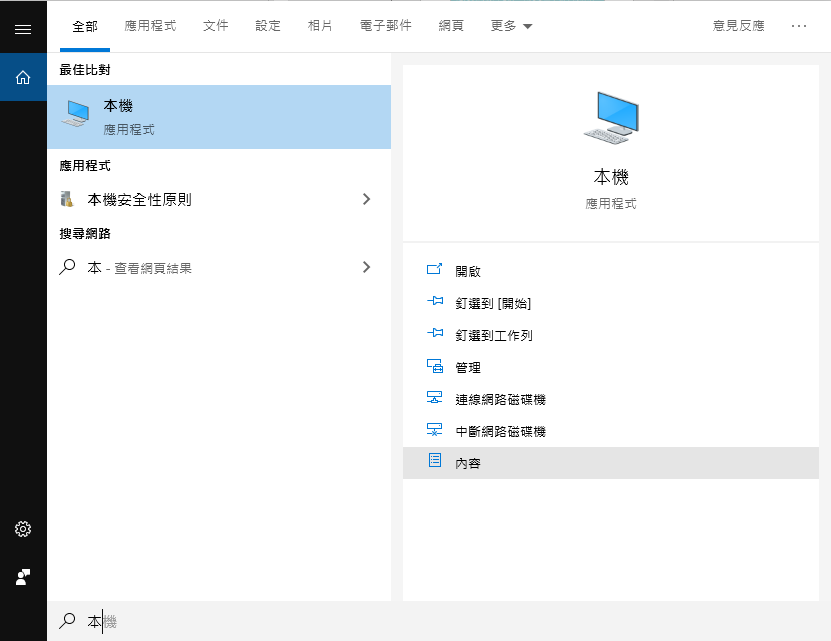 全部 應用程式 文件 設定 相片 電子郵件 網頁 更多 意見反應 ···
最佳比對
本機
應用程式
應用程式
本機安全性原則
搜尋網路
本 - 查看網頁結果
本機
應用程式
開啟
釘選到 [開始]
釘選到工作列
管理
連線網路磁碟機
中斷網路磁碟機
內容
本機